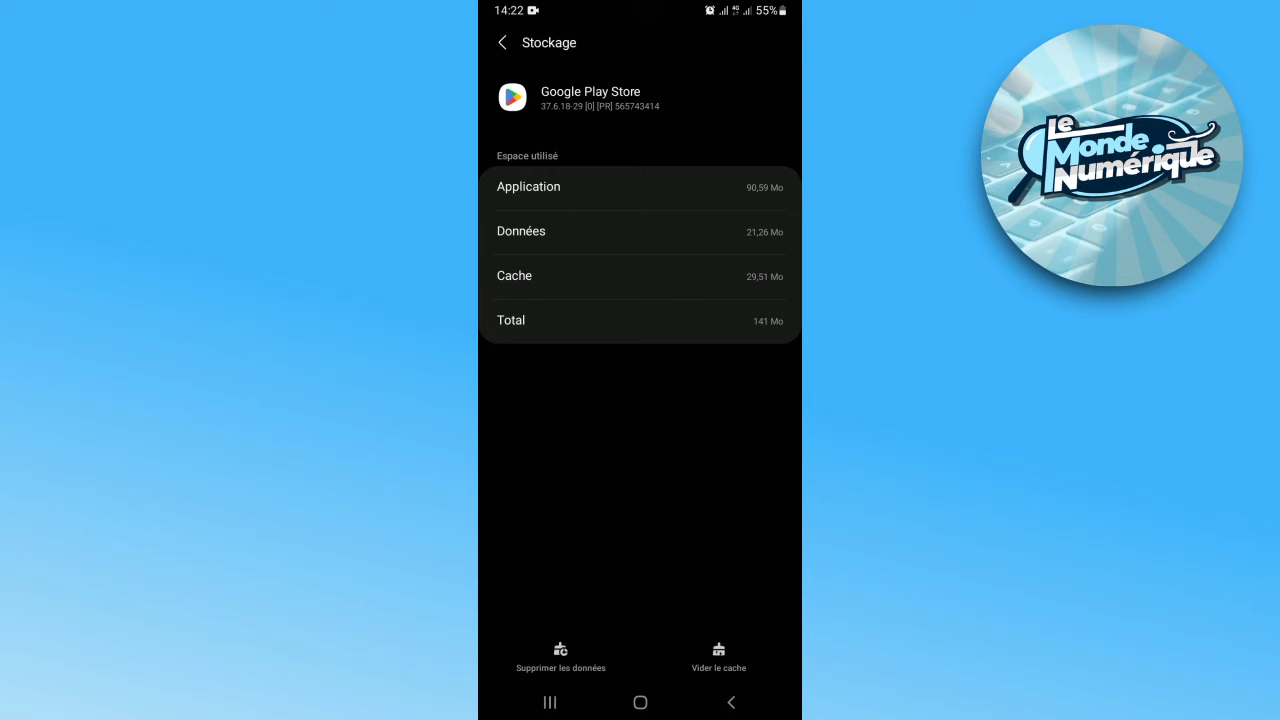 14:22
4G
55%
Stockage
Google Play Store
37.6.18-29 [0] [PR] 565743414
Espace utilisé
Application 90,59 Mo
Données 21,26 Mo
Cache 29,51 Mo
Total 141 Mo
Supprimer les données
Vider le cache
Le
Monde
Numérique